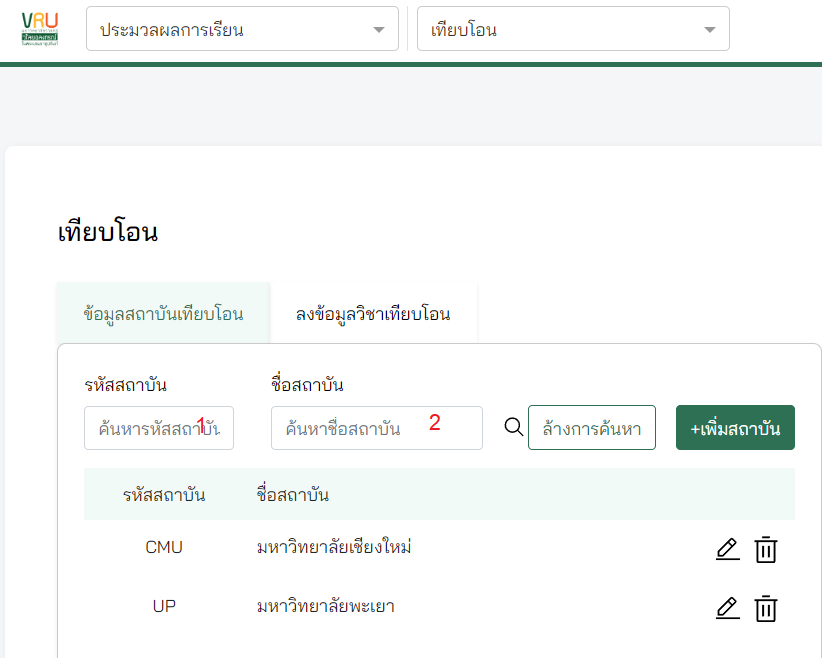 VRU
ประมวลผลการเรียน
เทียบโอน
เทียบโอน
ข้อมูลสถาบันเทียบโอน
ลงข้อมูลวิชาเทียบโอน
รหัสสถาบัน
ชื่อสถาบัน
ค้นหารหัสสถาบัน
1
ค้นหาชื่อสถาบัน
2
ล้างการค้นหา
+เพิ่มสถาบัน
รหัสสถาบัน ชื่อสถาบัน
CMU มหาวิทยาลัยเชียงใหม่
UP มหาวิทยาลัยพะเยา